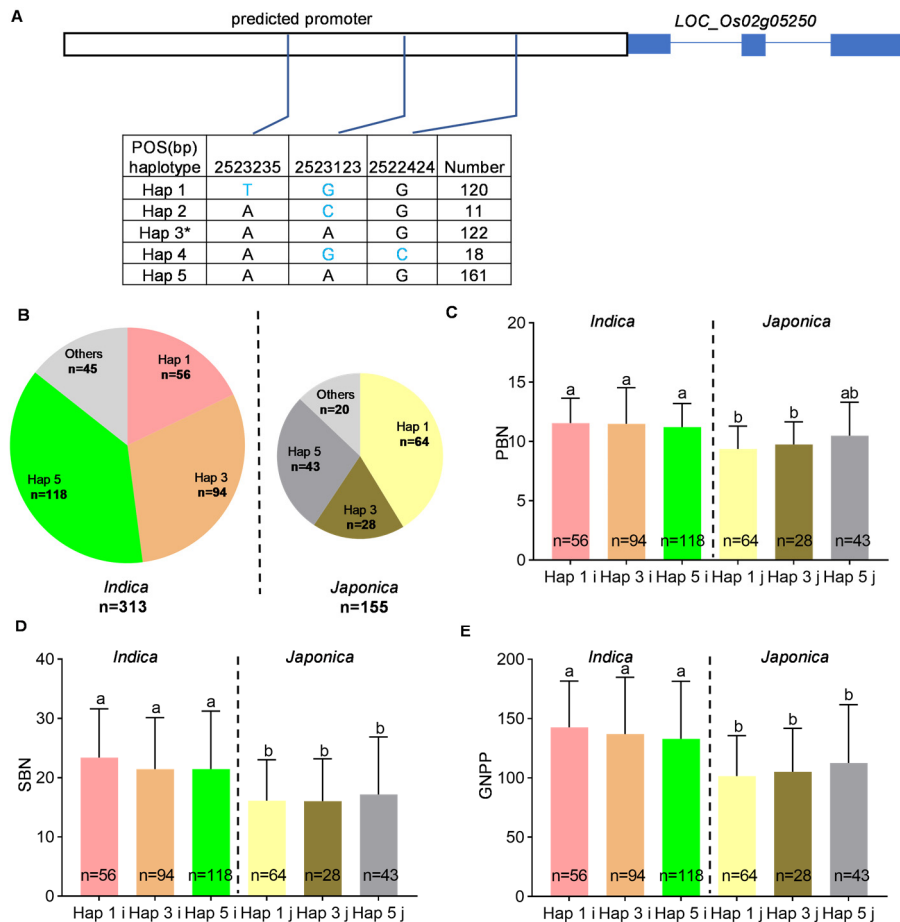 A
predicted promoter
LOC_Os02g05250
POS(bp) haplotype 2523235 2523123 2522424 Number
Hap 1 T G G 120
Hap 2 A C G 11
Hap 3* A A G 122
Hap 4 A G C 18
Hap 5 A A G 161
B
Others
n=45
Hap 1
n=56
Hap 5
n=118
Hap 3
n=94
Indica
n=313
Others
n=20
Hap 1
n=64
Hap 5
n=43
Hap 3
n=28
Japonica
n=155
C
Indica Japonica
20
15
10
5
0
PBN
a a a b b ab
n=56 n=94 n=118 n=64 n=28 n=43
Hap 1 i Hap 3 i Hap 5 i Hap 1 j Hap 3 j Hap 5 j
D
Indica Japonica
40
30
20
10
0
SBN
a a a b b b
n=56 n=94 n=118 n=64 n=28 n=43
Hap 1 i Hap 3 i Hap 5 i Hap 1 j Hap 3 j Hap 5 j
E
Indica Japonica
200
150
100
50
0
GNPP
a a a b b b
n=56 n=94 n=118 n=64 n=28 n=43
Hap 1 i Hap 3 i Hap 5 i Hap 1 j Hap 3 j Hap 5 j